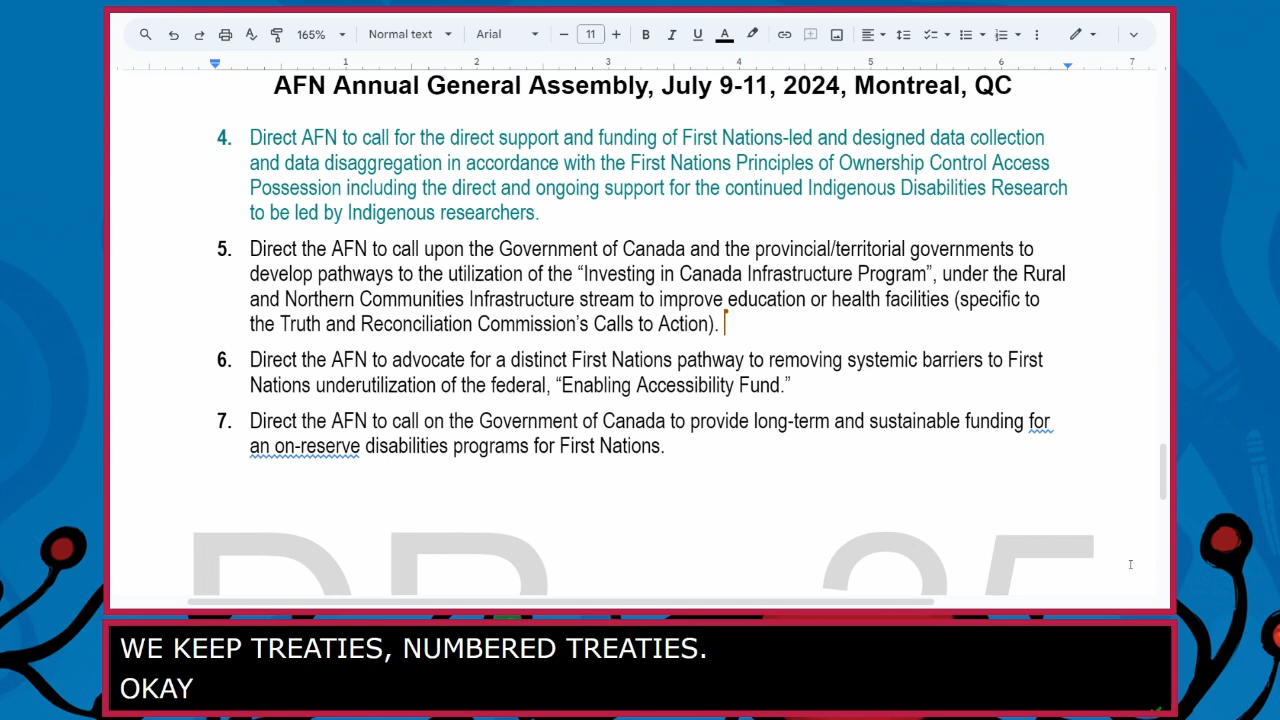 165%
Normal text
Arial
11
B I U A
1 2 3 4 5 6 7
AFN Annual General Assembly, July 9-11, 2024, Montreal, QC
4. Direct AFN to call for the direct support and funding of First Nations-led and designed data collection
and data disaggregation in accordance with the First Nations Principles of Ownership Control Access
Possession including the direct and ongoing support for the continued Indigenous Disabilities Research
to be led by Indigenous researchers.
5. Direct the AFN to call upon the Government of Canada and the provincial/territorial governments to
develop pathways to the utilization of the “Investing in Canada Infrastructure Program”, under the Rural
and Northern Communities Infrastructure stream to improve education or health facilities (specific to
the Truth and Reconciliation Commission’s Calls to Action).
6. Direct the AFN to advocate for a distinct First Nations pathway to removing systemic barriers to First
Nations underutilization of the federal, “Enabling Accessibility Fund.”
7. Direct the AFN to call on the Government of Canada to provide long-term and sustainable funding for
an on-reserve disabilities programs for First Nations.
WE KEEP TREATIES, NUMBERED TREATIES.
OKAY